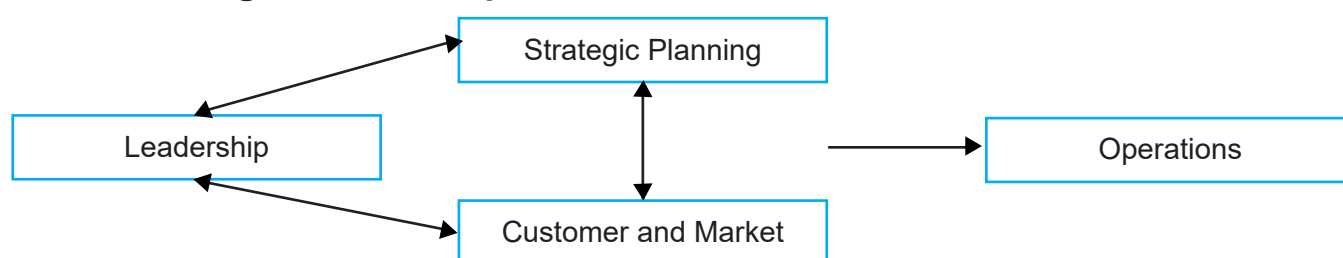 Strategic Planning
Leadership
Operations
Customer and Market